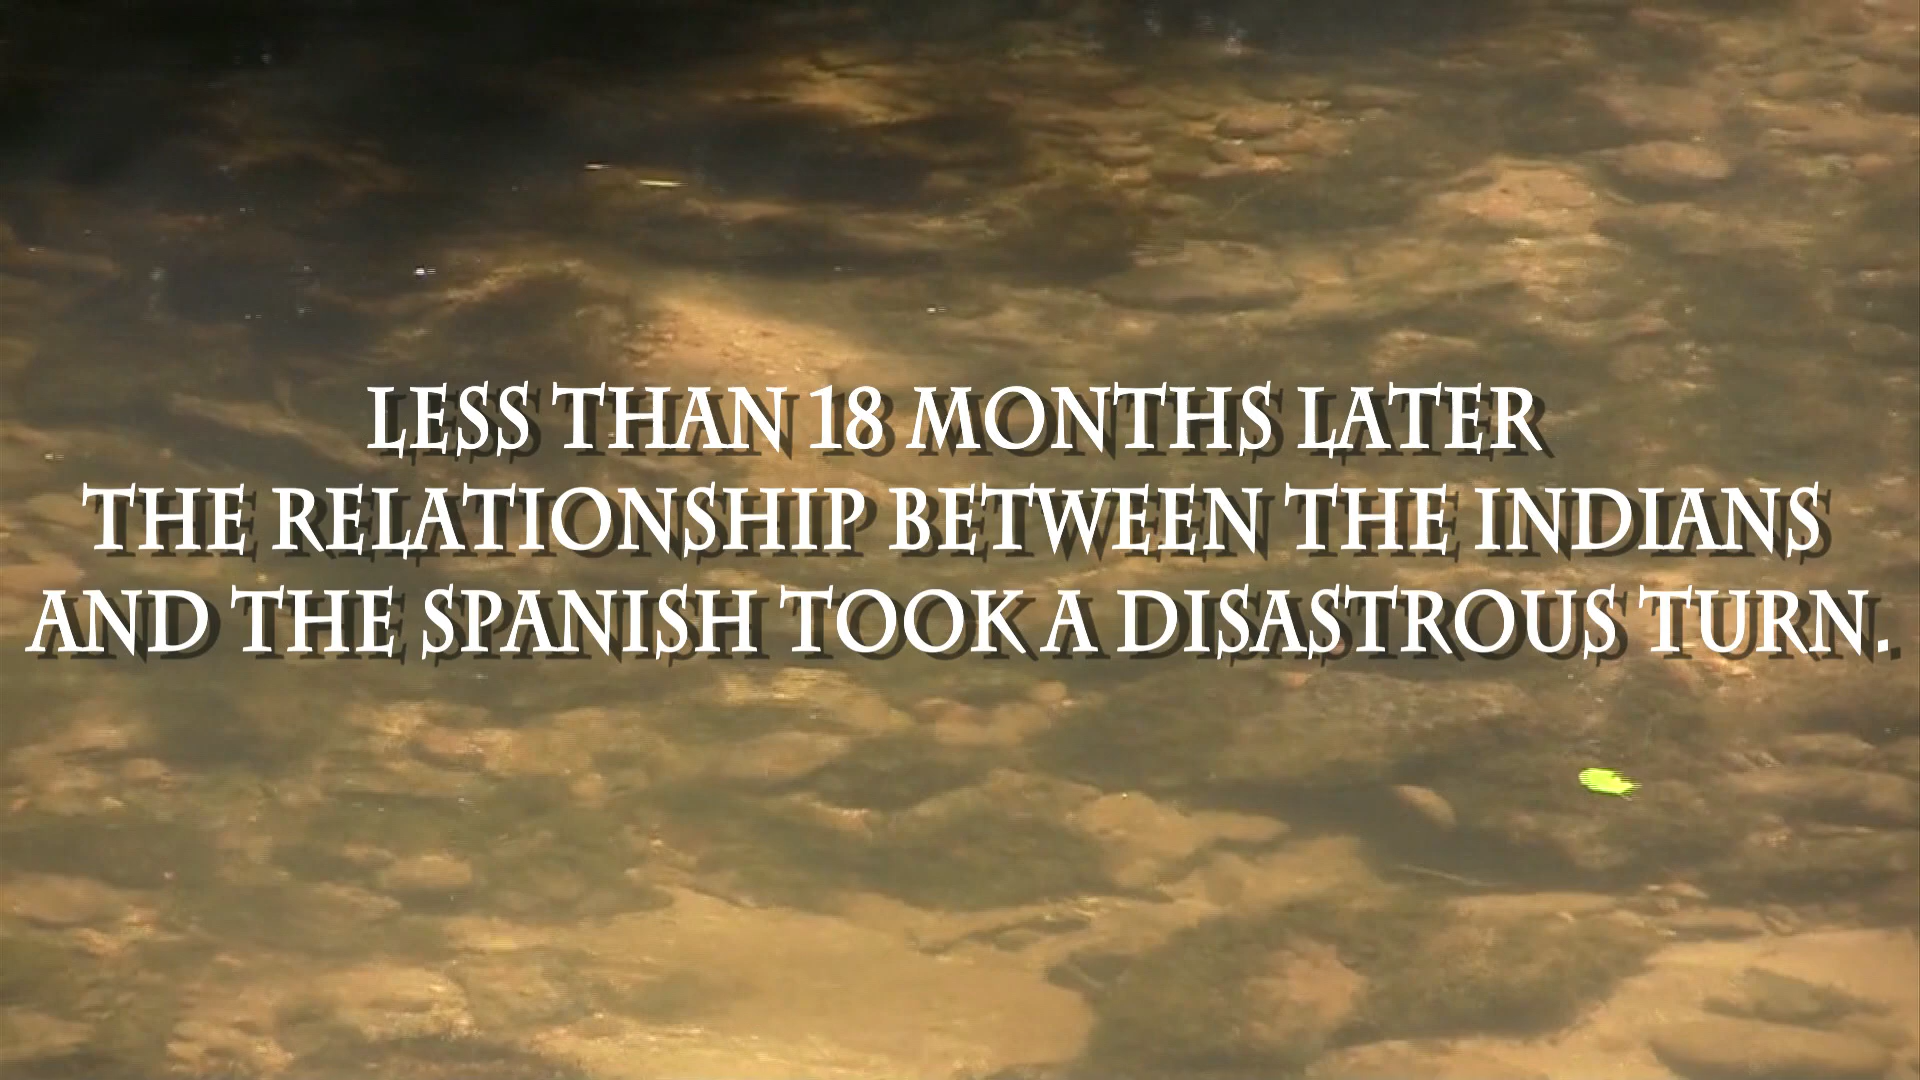 LESS THAN 18 MONTHS LATER
THE RELATIONSHIP BETWEEN THE INDIANS
AND THE SPANISH TOOK A DISASTROUS TURN.